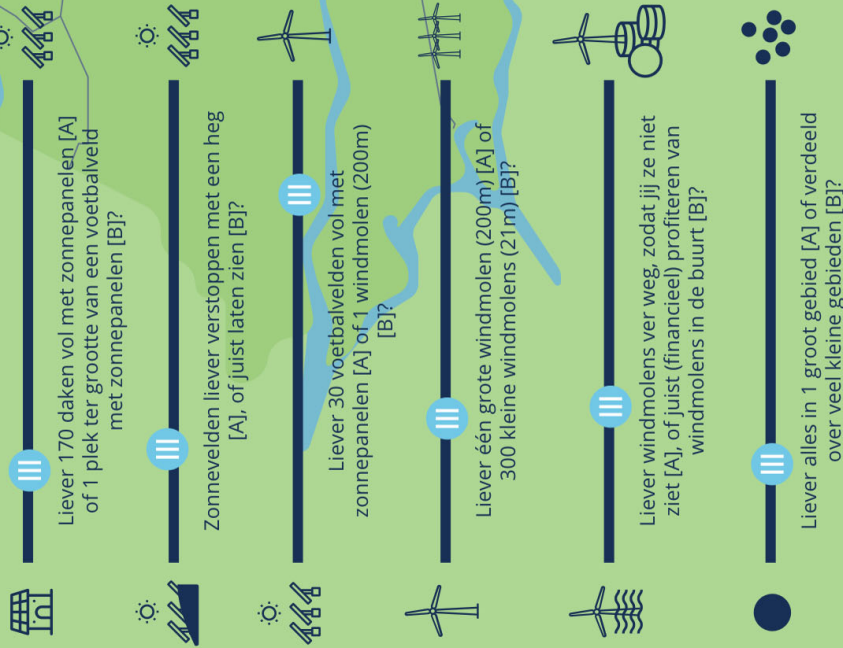 Liever 170 daken vol met zonnepanelen [A]
of 1 plek ter grootte van een voetbalveld
met zonnepanelen [B]?
Zonnevelden liever verstoppen met een heg
[A], of juist laten zien [B]?
Liever 30 voetbalvelden vol met
zonnepanelen [A] of 1 windmolen (200m)
[B]?
Liever één grote windmolen (200m) [A] of
300 kleine windmolens (21m) [B]?
Liever windmolens ver weg, zodat jij ze niet
ziet [A], of juist (financieel) profiteren van
windmolens in de buurt [B]?
Liever alles in 1 groot gebied [A] of verdeeld
over veel kleine gebieden [B]?